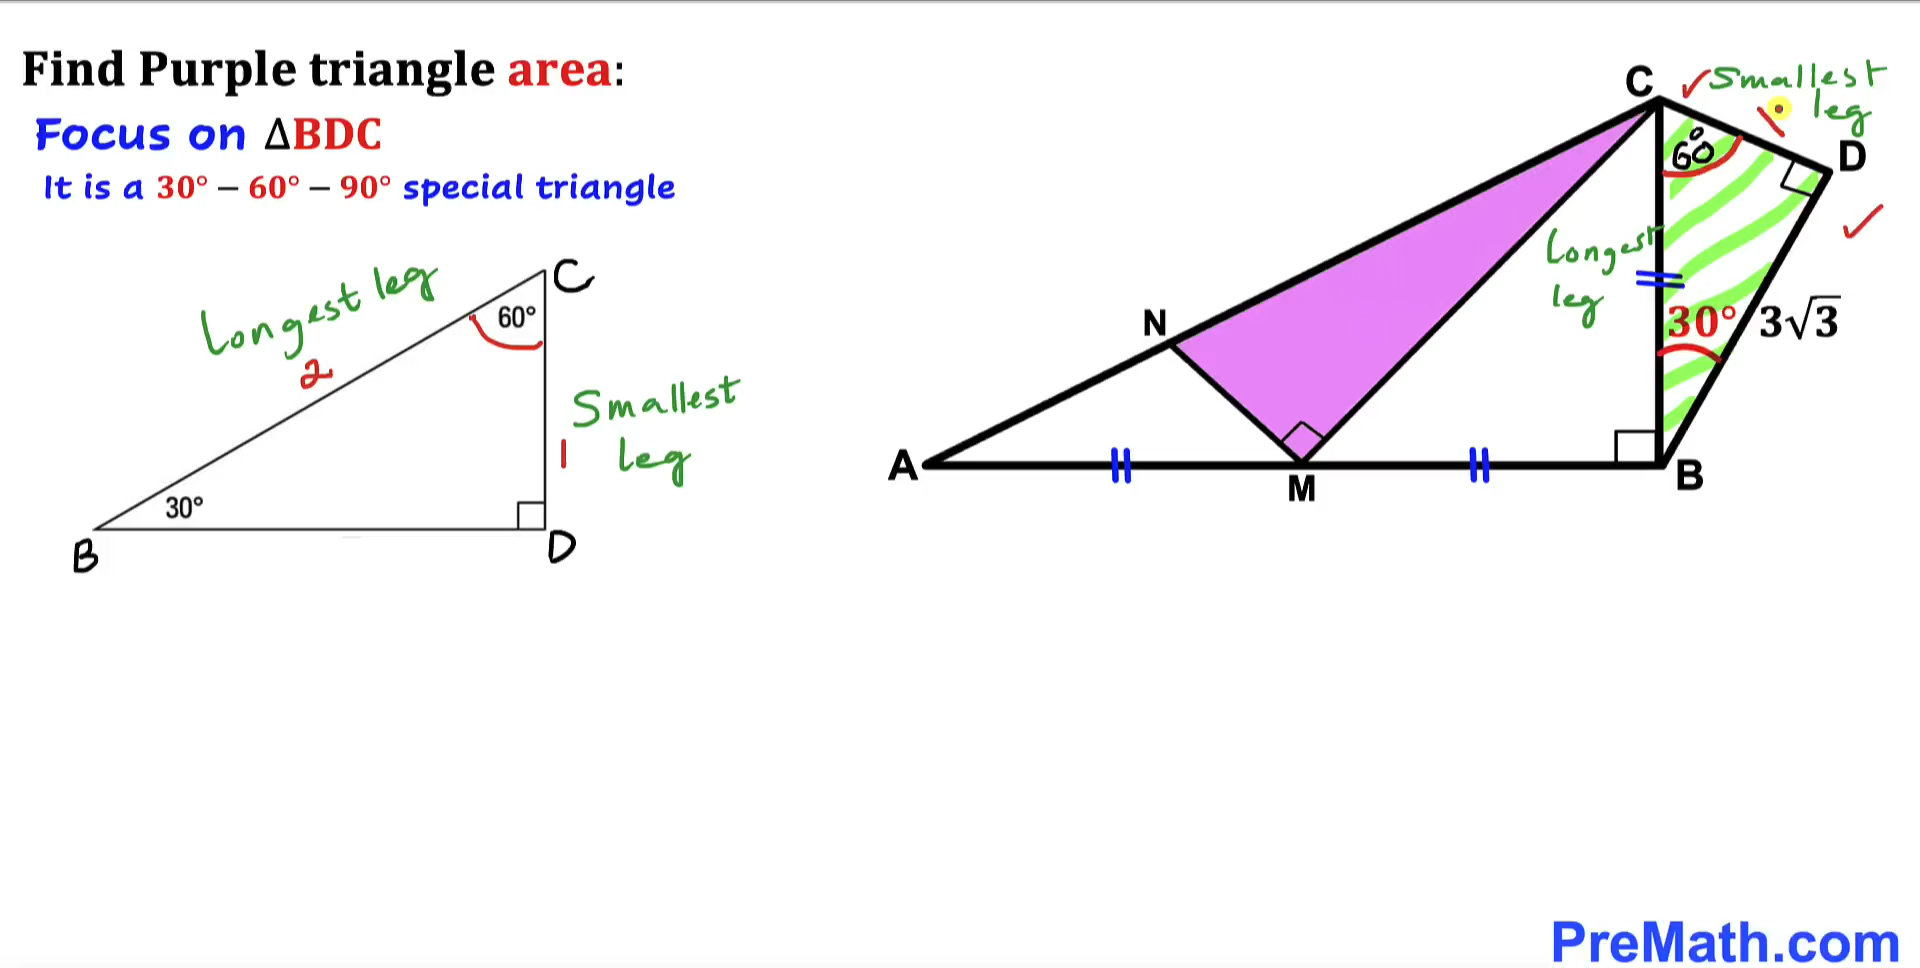 Find Purple triangle area:
Focus on ΔBDC
It is a 30° – 60° – 90° special triangle
Longest leg
2
C
60°
Smallest
1 leg
30°
B
D
C
✓Smallest
leg
60°
D
Longest
leg
✓
30°
3√3
N
A
M
B
PreMath.com